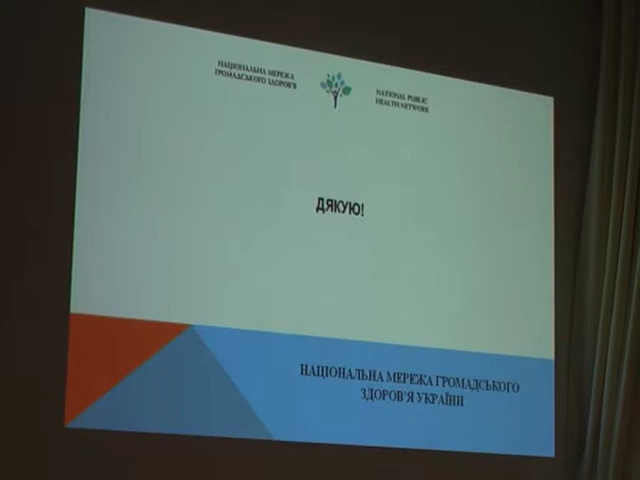 НАЦІОНАЛЬНА МЕРЕЖА
ГРОМАДСЬКОГО ЗДОРОВ'Я
NATIONAL PUBLIC
HEALTH NETWORK
ДЯКУЮ!
НАЦІОНАЛЬНА МЕРЕЖА ГРОМАДСЬКОГО
ЗДОРОВ'Я УКРАЇНИ